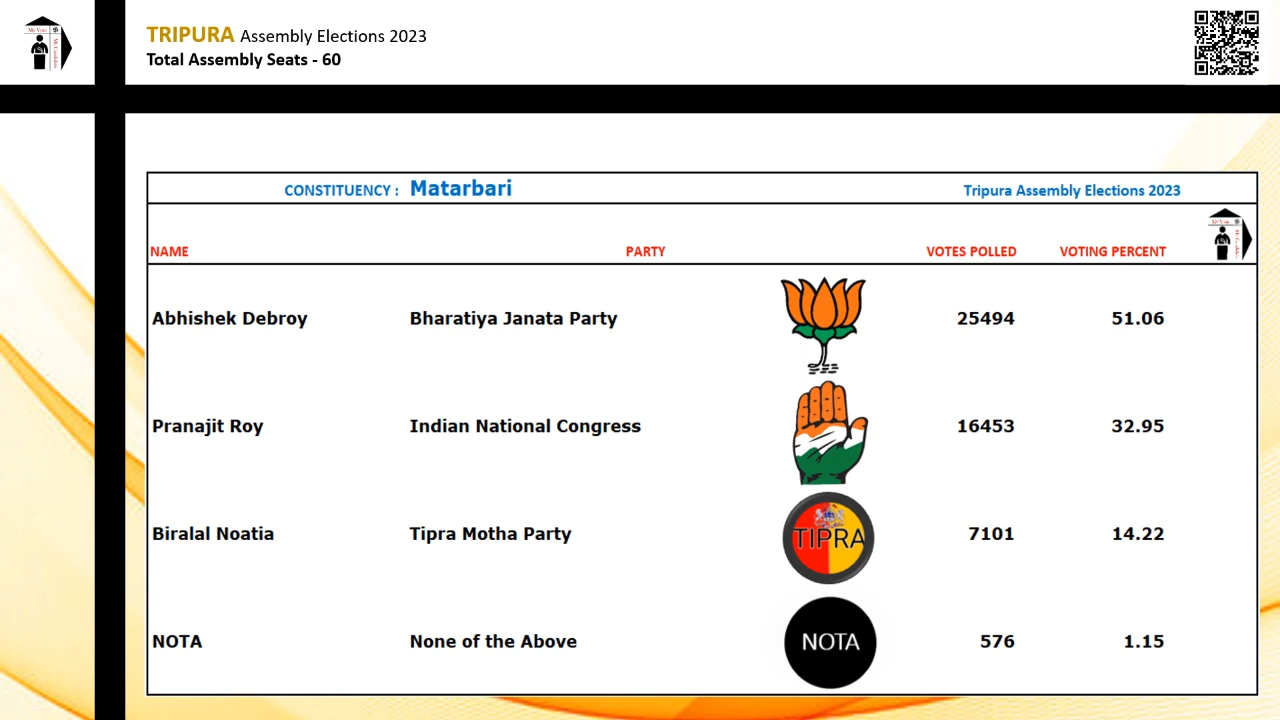 TRIPURA Assembly Elections 2023
Total Assembly Seats - 60
CONSTITUENCY : Matarbari Tripura Assembly Elections 2023
NAME PARTY VOTES POLLED VOTING PERCENT
Abhishek Debroy Bharatiya Janata Party 25494 51.06
Pranajit Roy Indian National Congress 16453 32.95
TIPRA
Biralal Noatia Tipra Motha Party 7101 14.22
NOTA None of the Above NOTA 576 1.15